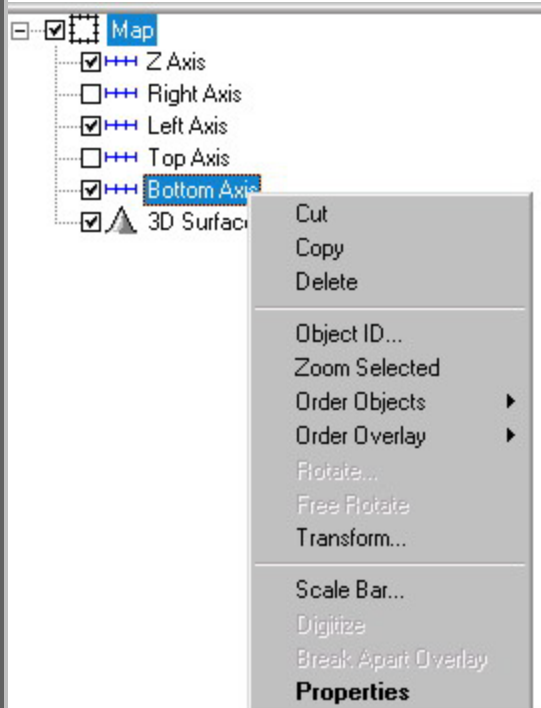 Map
Z Axis
Right Axis
Left Axis
Top Axis
Bottom Axis
3D Surfac
Cut
Copy
Delete
Object ID...
Zoom Selected
Order Objects
Order Overlay
Rotate...
Free Rotate
Transform...
Scale Bar...
Digitize
Break Apart Overlay
Properties